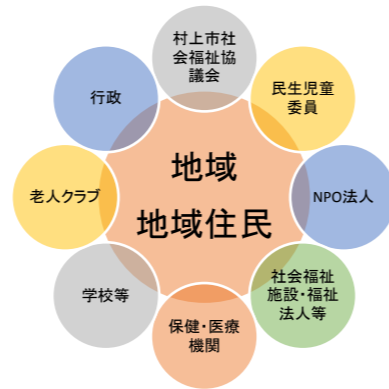 村上市社
会福祉協
議会
民生児童
委員
NPO法人
社会福祉
施設・福祉
法人等
保健・医療
機関
学校等
老人クラブ
行政
地域
地域住民